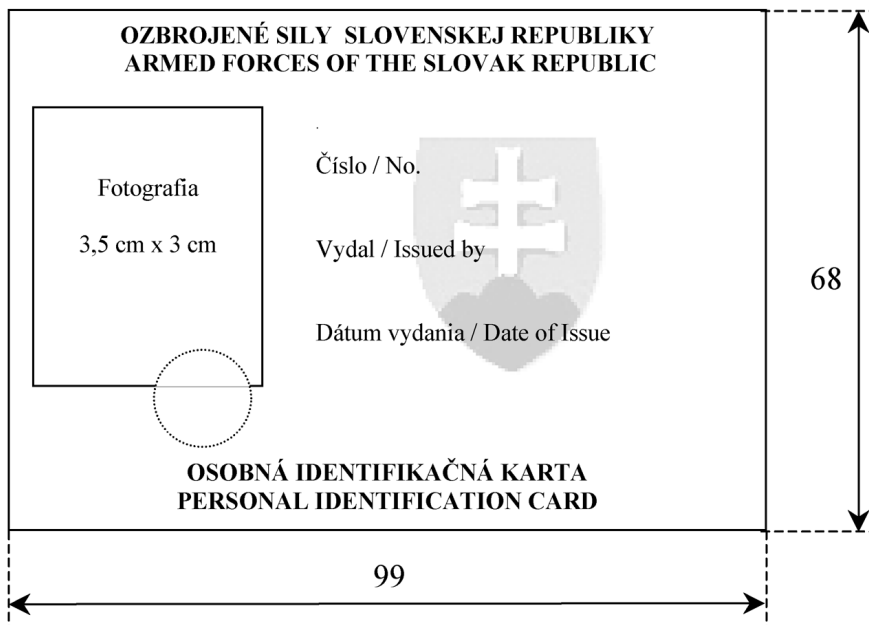 OZBROJENÉ SILY SLOVENSKEJ REPUBLIKY
ARMED FORCES OF THE SLOVAK REPUBLIC
Fotografia
3,5 cm x 3 cm
Číslo / No.
Vydal / Issued by
Dátum vydania / Date of Issue
OSOBNÁ IDENTIFIKAČNÁ KARTA
PERSONAL IDENTIFICATION CARD
68
99